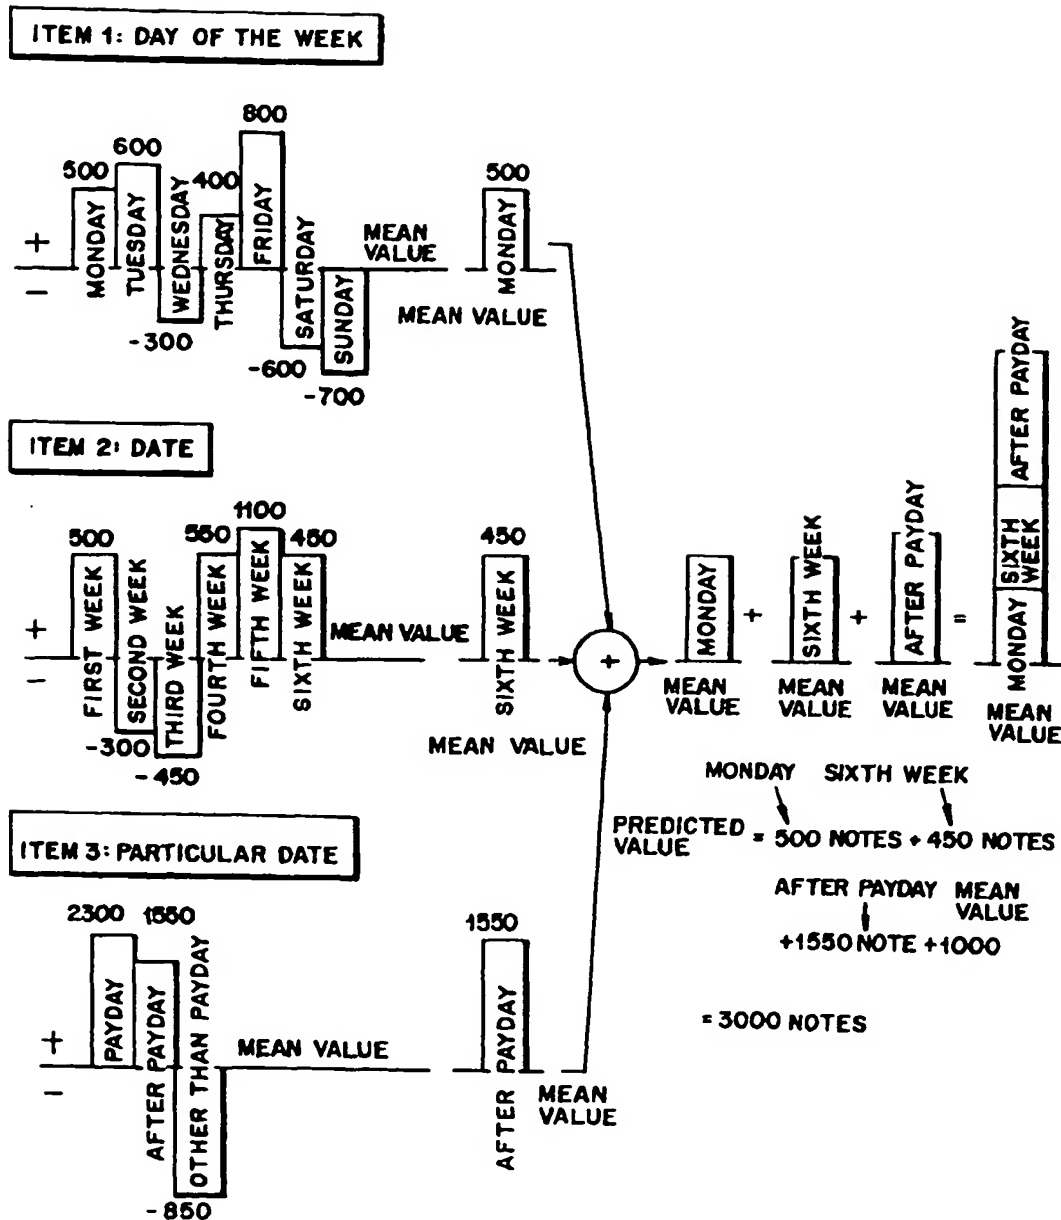 ITEM 1: DAY OF THE WEEK
800
600
500
400
500
+
−
MONDAY
TUESDAY
WEDNESDAY
THURSDAY
FRIDAY
SATURDAY
SUNDAY
MEAN
VALUE
MONDAY
MEAN VALUE
-300
-600
-700
ITEM 2: DATE
500
550
1100
450
450
+
−
FIRST WEEK
SECOND WEEK
THIRD WEEK
FOURTH WEEK
FIFTH WEEK
SIXTH WEEK
MEAN VALUE
SIXTH WEEK
MEAN VALUE
-300
-450
+
MONDAY
MEAN
VALUE
+
SIXTH WEEK
MEAN
VALUE
+
AFTER PAYDAY
MEAN
VALUE
=
AFTER PAYDAY
SIXTH
WEEK
MONDAY
MEAN
VALUE
MONDAY SIXTH WEEK
PREDICTED
VALUE = 500 NOTES + 450 NOTES
AFTER PAYDAY MEAN
VALUE
+1550 NOTE +1000
= 3000 NOTES
ITEM 3: PARTICULAR DATE
2300
1550
1550
+
−
PAYDAY
AFTER PAYDAY
OTHER THAN PAYDAY
MEAN VALUE
AFTER PAYDAY
MEAN
VALUE
-850